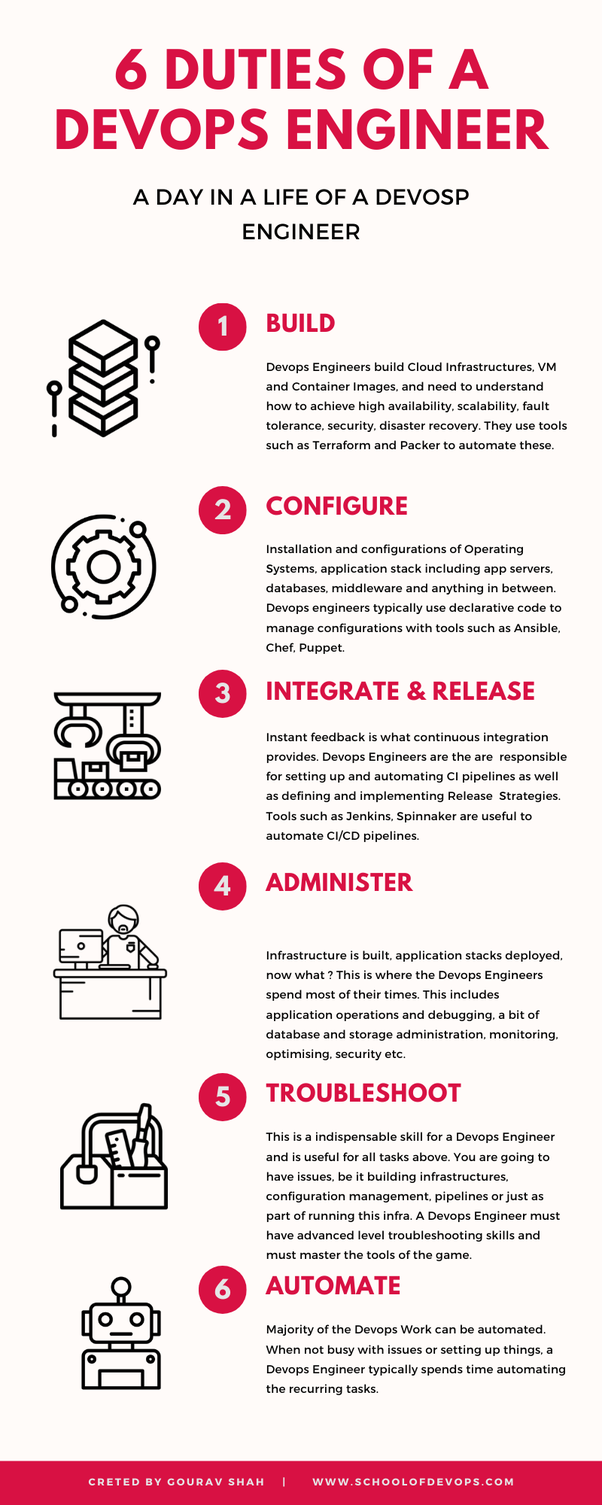 6 DUTIES OF A
DEVOPS ENGINEER
A DAY IN A LIFE OF A DEVOSP
ENGINEER
1
BUILD
Devops Engineers build Cloud Infrastructures, VM
and Container Images, and need to understand
how to achieve high availability, scalability, fault
tolerance, security, disaster recovery. They use tools
such as Terraform and Packer to automate these.
2
CONFIGURE
Installation and configurations of Operating
Systems, application stack including app servers,
databases, middleware and anything in between.
Devops engineers typically use declarative code to
manage configurations with tools such as Ansible,
Chef, Puppet.
3
INTEGRATE & RELEASE
Instant feedback is what continuous integration
provides. Devops Engineers are the are  responsible
for setting up and automating CI pipelines as well
as defining and implementing Release  Strategies.
Tools such as Jenkins, Spinnaker are useful to
automate CI/CD pipelines.
4
ADMINISTER
Infrastructure is built, application stacks deployed,
now what ? This is where the Devops Engineers
spend most of their times. This includes
application operations and debugging, a bit of
database and storage administration, monitoring,
optimising, security etc.
5
TROUBLESHOOT
This is a indispensable skill for a Devops Engineer
and is useful for all tasks above. You are going to
have issues, be it building infrastructures,
configuration management, pipelines or just as
part of running this infra. A Devops Engineer must
have advanced level troubleshooting skills and
must master the tools of the game.
6
AUTOMATE
Majority of the Devops Work can be automated.
When not busy with issues or setting up things, a
Devops Engineer typically spends time automating
the recurring tasks.
CRETED BY GOURAV SHAH | WWW.SCHOOLOFDEVOPS.COM